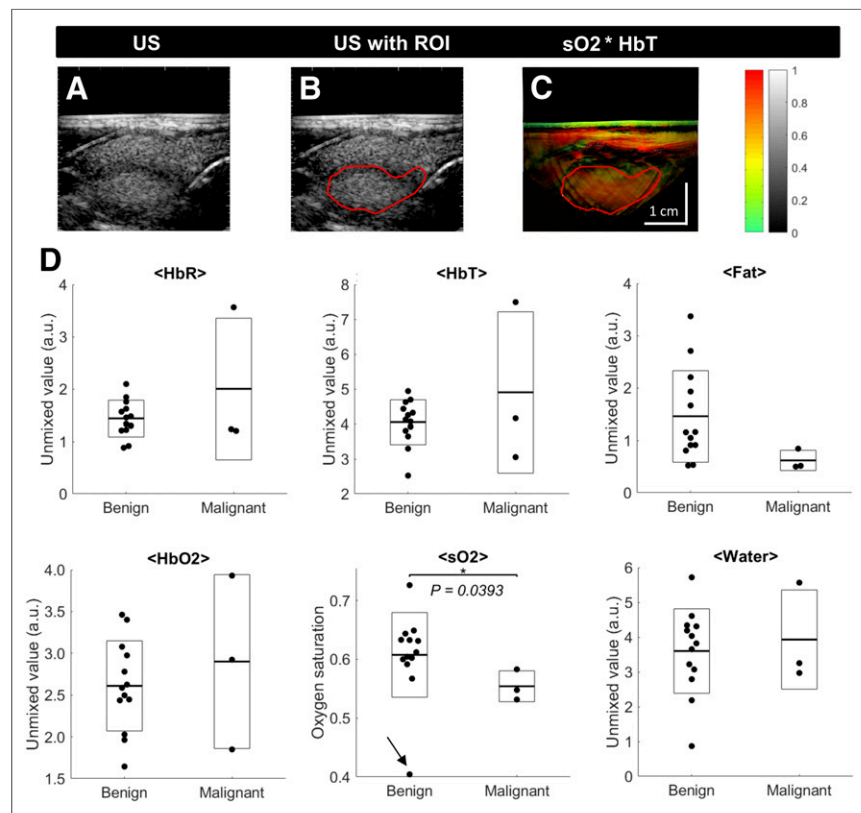 US US with ROI sO2 * HbT
A B C
1
0.8
0.6
0.4
0.2
0
1 cm
D
<HbR> <HbT> <Fat>
Unmixed value (a.u.)
4
3
2
1
0
Benign Malignant
Unmixed value (a.u.)
8
7
6
5
4
3
2
Benign Malignant
Unmixed value (a.u.)
4
3
2
1
0
Benign Malignant
<HbO2> <sO2> <Water>
Unmixed value (a.u.)
4.0
3.5
3.0
2.5
2.0
1.5
Benign Malignant
Oxygen saturation
*
P = 0.0393
0.7
0.6
0.5
0.4
Benign Malignant
Unmixed value (a.u.)
6
5
4
3
2
1
0
Benign Malignant